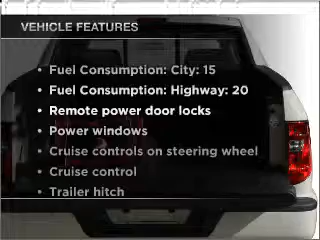 VEHICLE FEATURES
• Fuel Consumption: City: 15
• Fuel Consumption: Highway: 20
• Remote power door locks
• Power windows
• Cruise controls on steering wheel
• Cruise control
• Trailer hitch